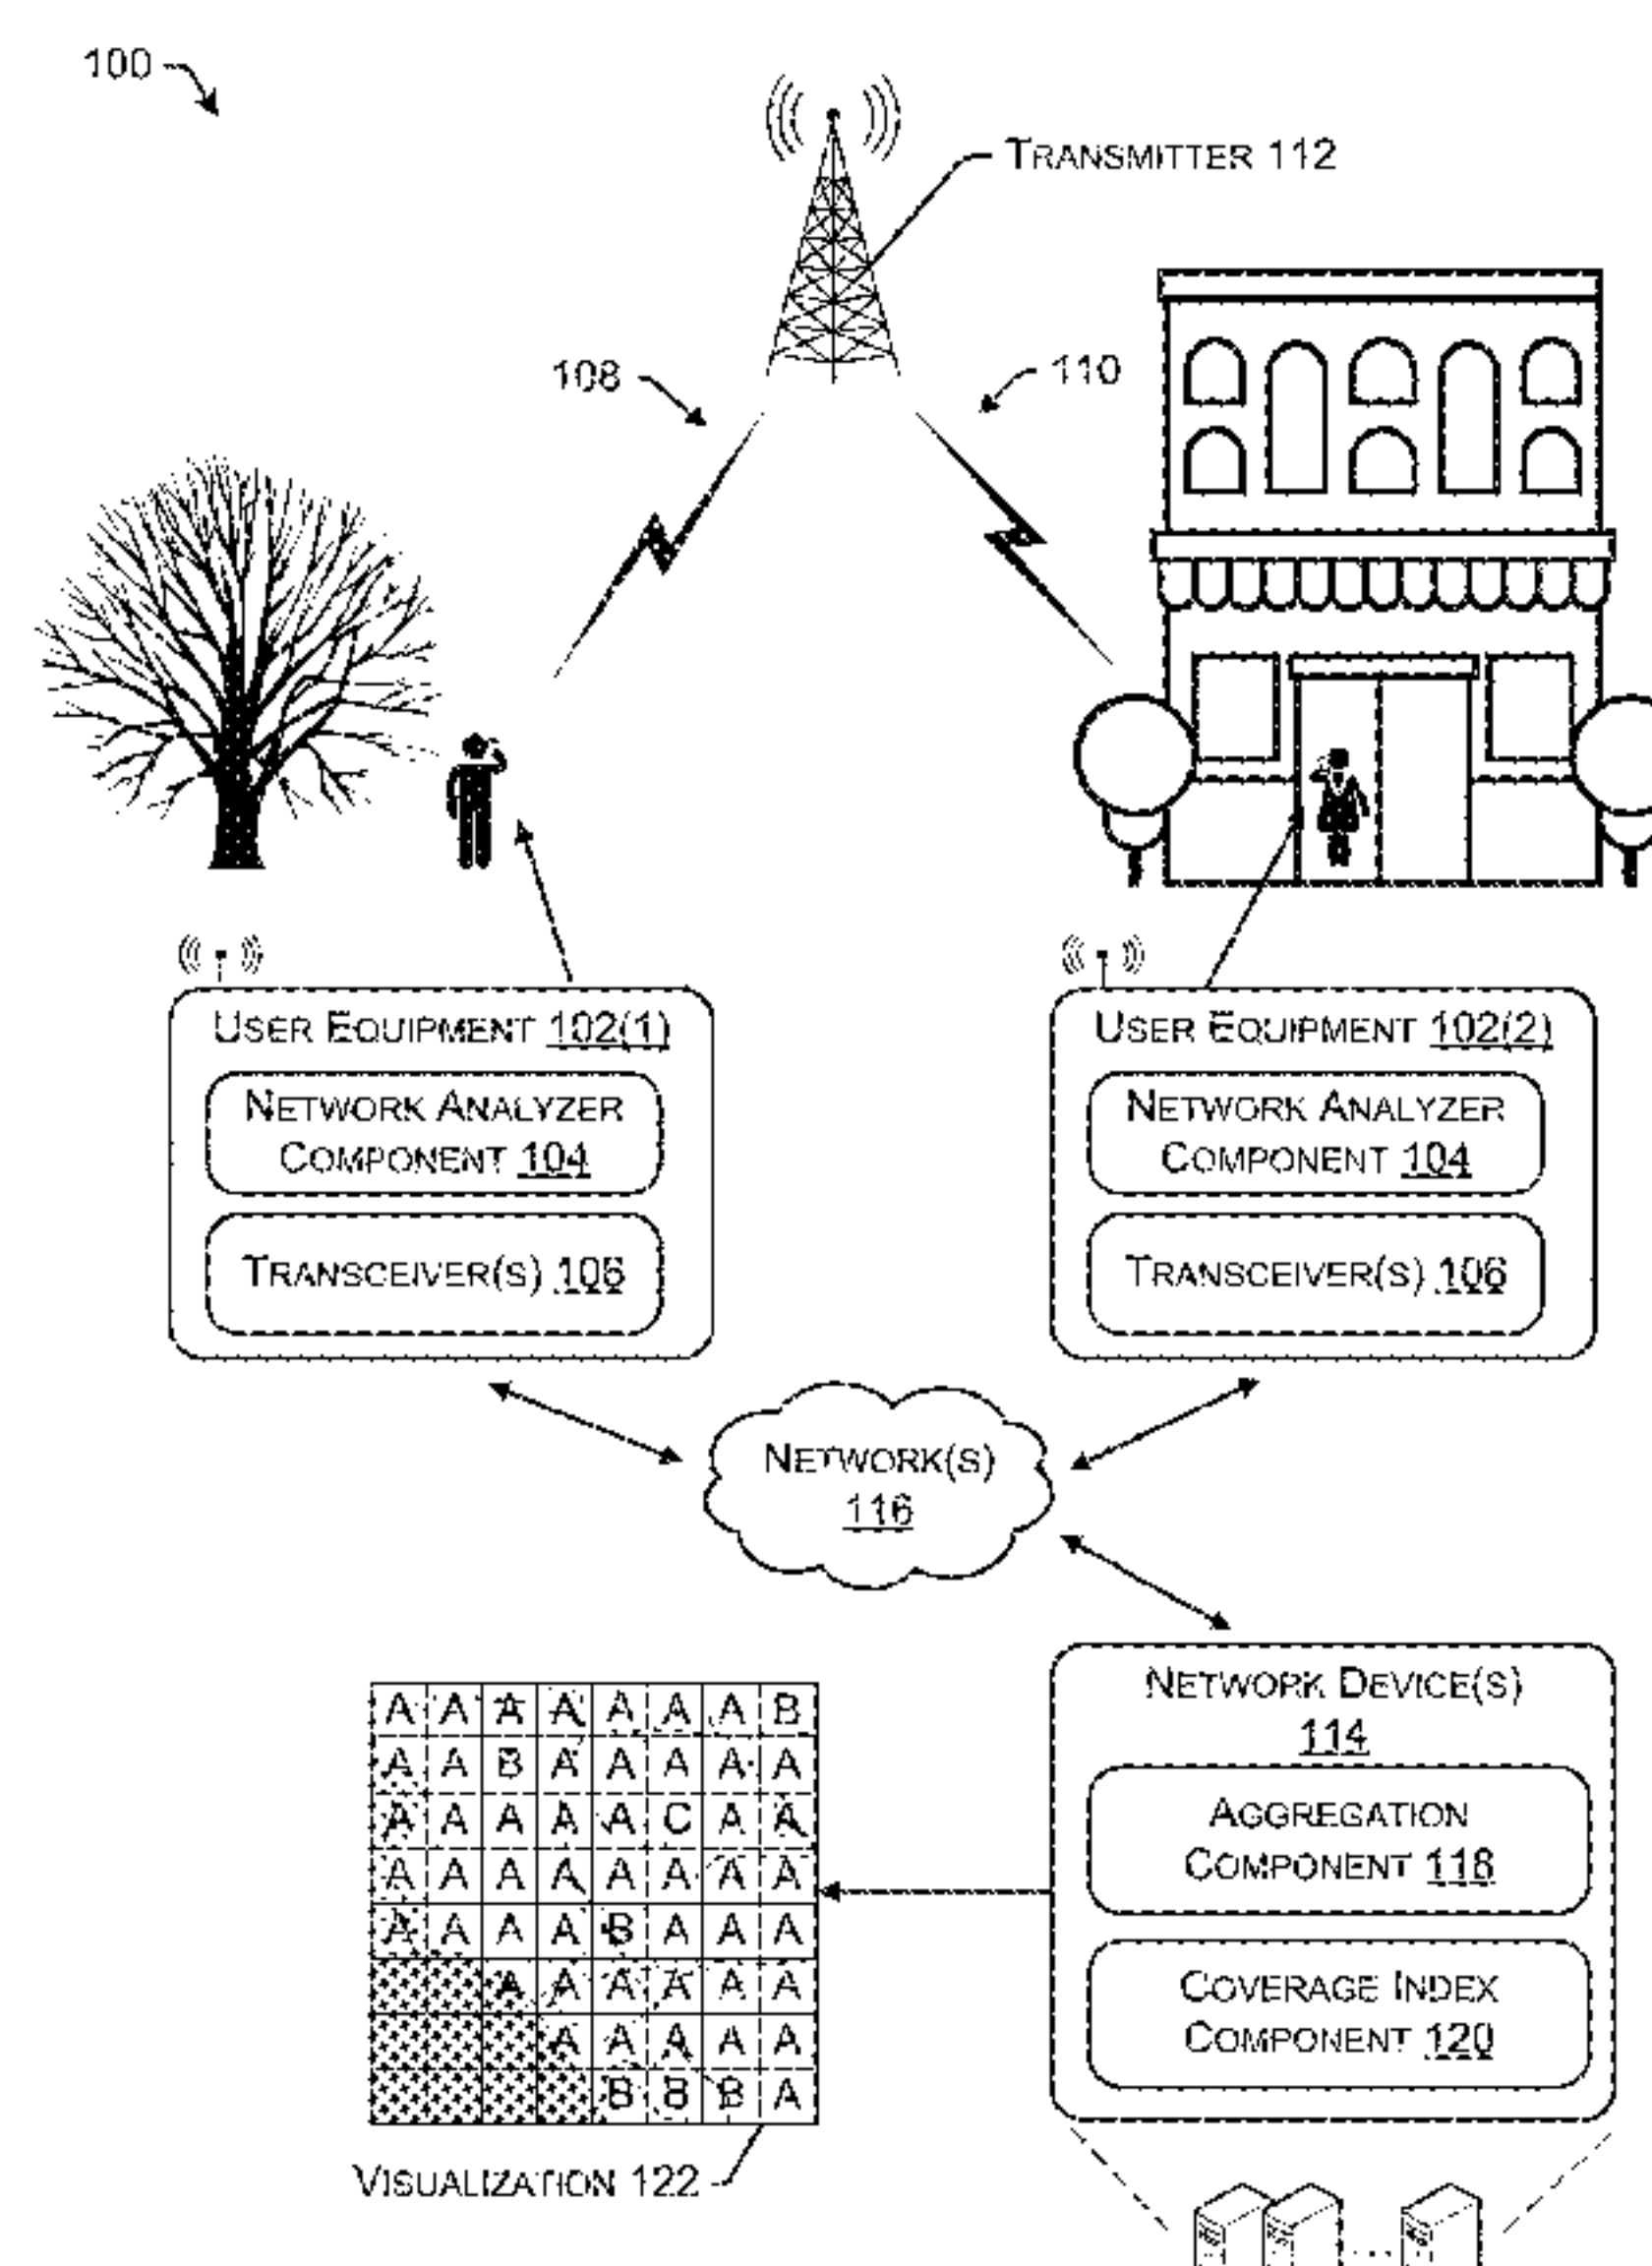 100
TRANSMITTER 112
108
110
USER EQUIPMENT 102(1)
NETWORK ANALYZER
COMPONENT 104
TRANSCEIVER(S) 106
USER EQUIPMENT 102(2)
NETWORK ANALYZER
COMPONENT 104
TRANSCEIVER(S) 106
NETWORK(S)
116
NETWORK DEVICE(S)
114
AGGREGATION
COMPONENT 118
COVERAGE INDEX
COMPONENT 120
A A A A A A A B
A A B A A A A A
A A A A A C A A
A A A A A A A A
A A A A B A A A
A A A A A A
A A A A A
B B B A
VISUALIZATION 122